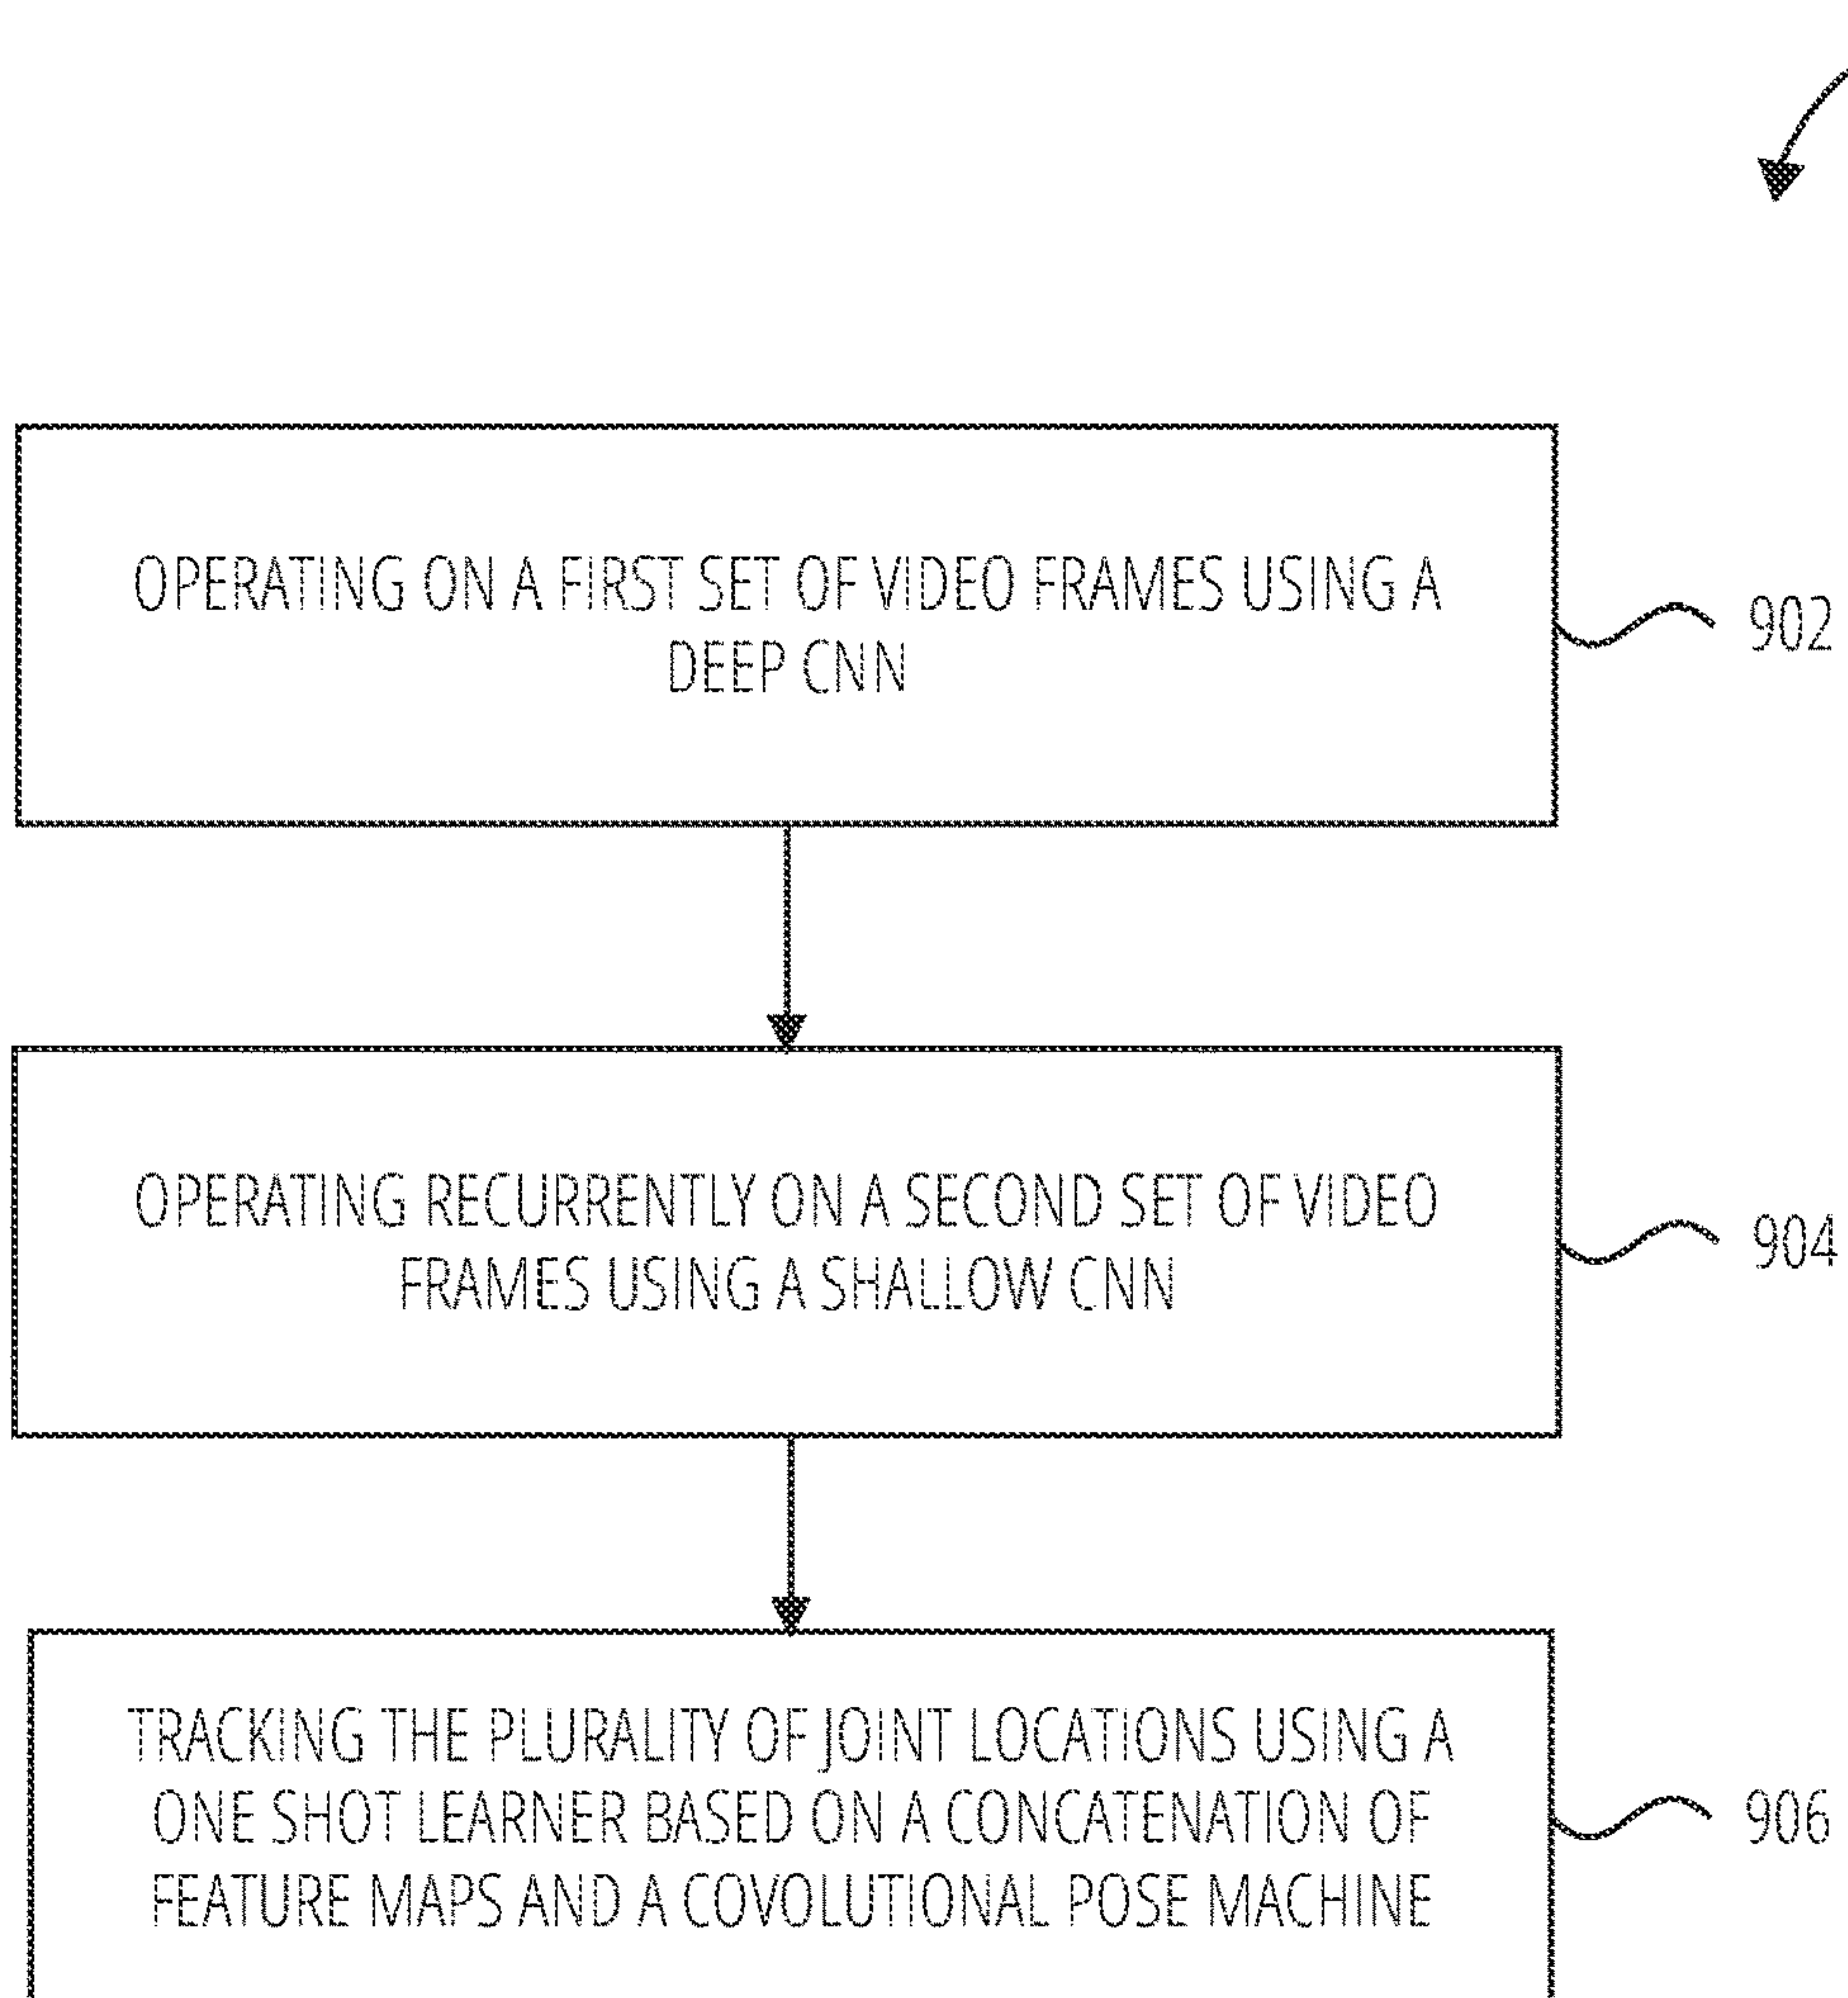 OPERATING ON A FIRST SET OF VIDEO FRAMES USING A
DEEP CNN
902
OPERATING RECURRENTLY ON A SECOND SET OF VIDEO
FRAMES USING A SHALLOW CNN
904
TRACKING THE PLURALITY OF JOINT LOCATIONS USING A
ONE SHOT LEARNER BASED ON A CONCATENATION OF
FEATURE MAPS AND A COVOLUTIONAL POSE MACHINE
906